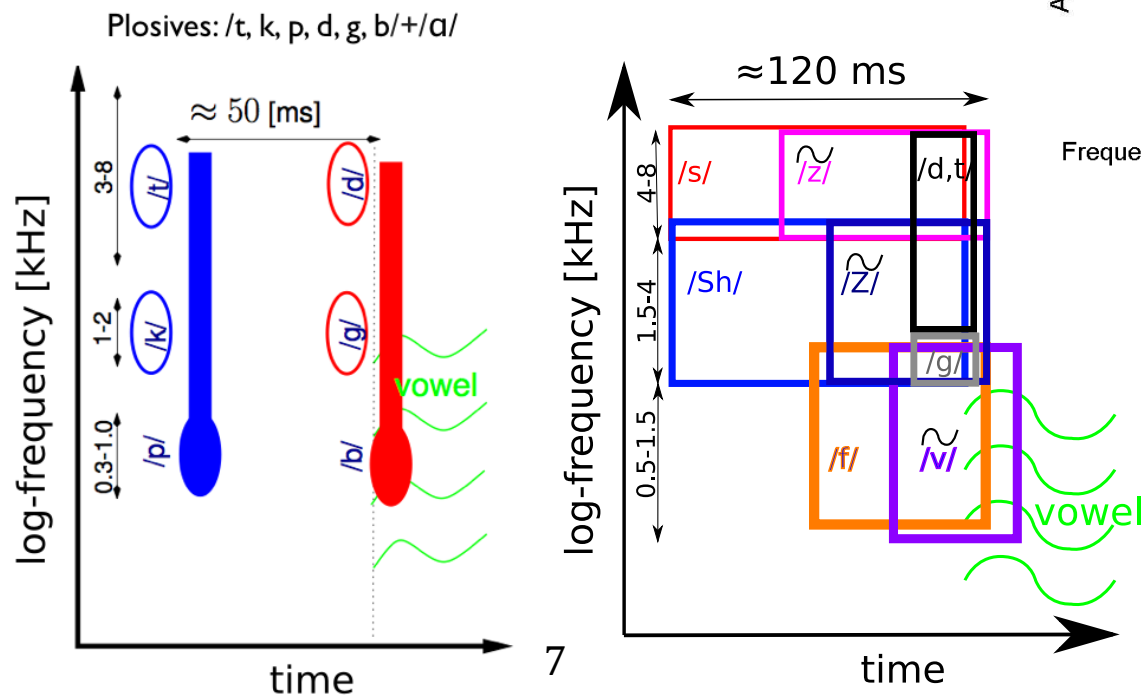 Plosives: /t, k, p, d, g, b/+/ɑ/
≈ 50 [ms]
3-8
1-2
0.3-1.0
log-frequency [kHz]
/t/
/k/
/p/
/d/
/g/
/b/
vowel
time
7
≈120 ms
4-8
1.5-4
0.5-1.5
log-frequency [kHz]
/s/
/z/
/d,t/
/Sh/
/Z/
/g/
/f/
/v/
vowel
time
A
Freque